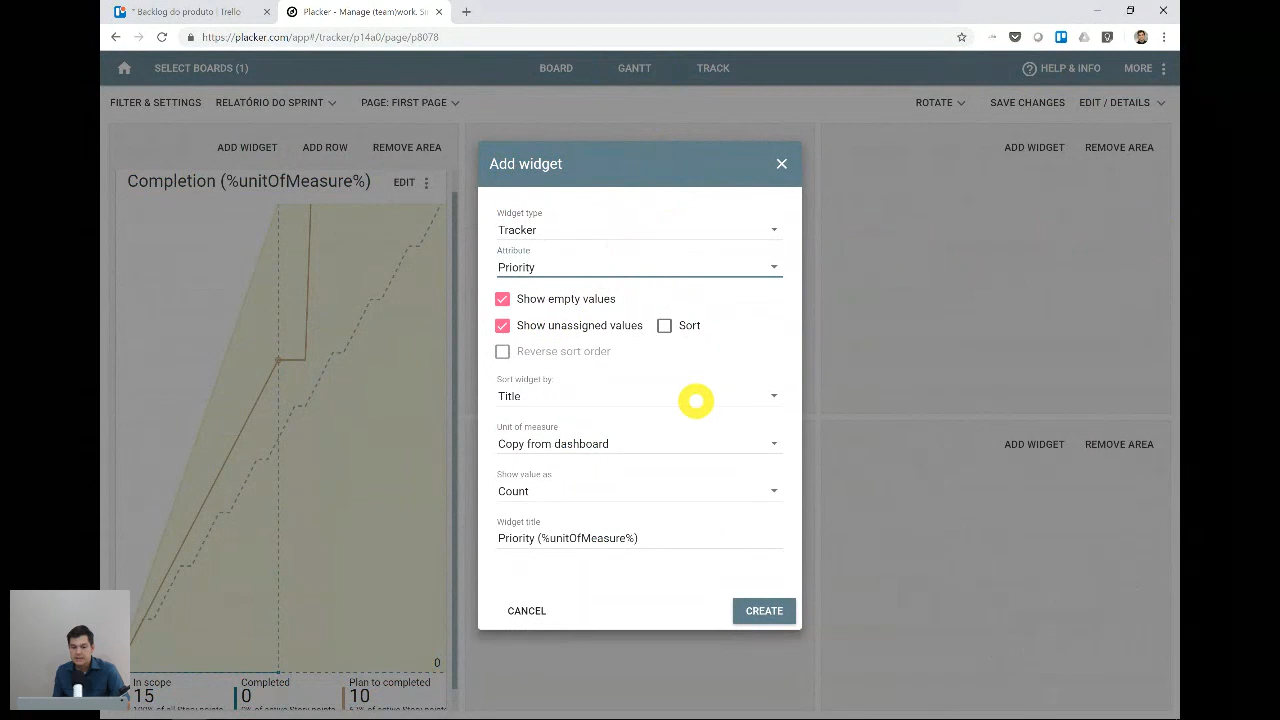 * Backlog do produto | Trello
Placker - Manage (team)work. Si
https://placker.com/app#/tracker/p14a0/page/p8078
SELECT BOARDS (1)
BOARD
GANTT
TRACK
HELP & INFO
MORE
FILTER & SETTINGS
RELATÓRIO DO SPRINT
PAGE: FIRST PAGE
ROTATE
SAVE CHANGES
EDIT / DETAILS
ADD WIDGET
ADD ROW
REMOVE AREA
ADD WIDGET
REMOVE AREA
Completion (%unitOfMeasure%)
EDIT
Add widget
Widget type
Tracker
Attribute
Priority
Show empty values
Show unassigned values
Sort
Reverse sort order
Sort widget by:
Title
Unit of measure
Copy from dashboard
Show value as
Count
Widget title
Priority (%unitOfMeasure%)
CANCEL
CREATE
ADD WIDGET
REMOVE AREA
0
In scope
15
Completed
0
Plan to completed
10